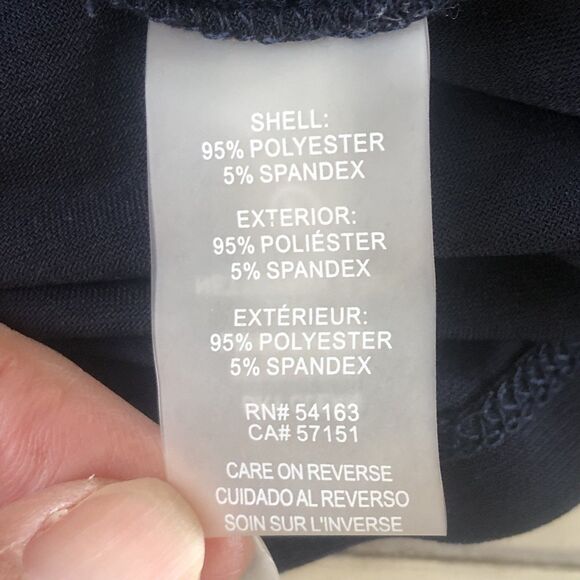 SHELL:
95% POLYESTER
5% SPANDEX
EXTERIOR:
95% POLIÉSTER
5% SPANDEX
EXTÉRIEUR:
95% POLYESTER
5% SPANDEX
RN# 54163
CA# 57151
CARE ON REVERSE
CUIDADO AL REVERSO
SOIN SUR L'INVERSE